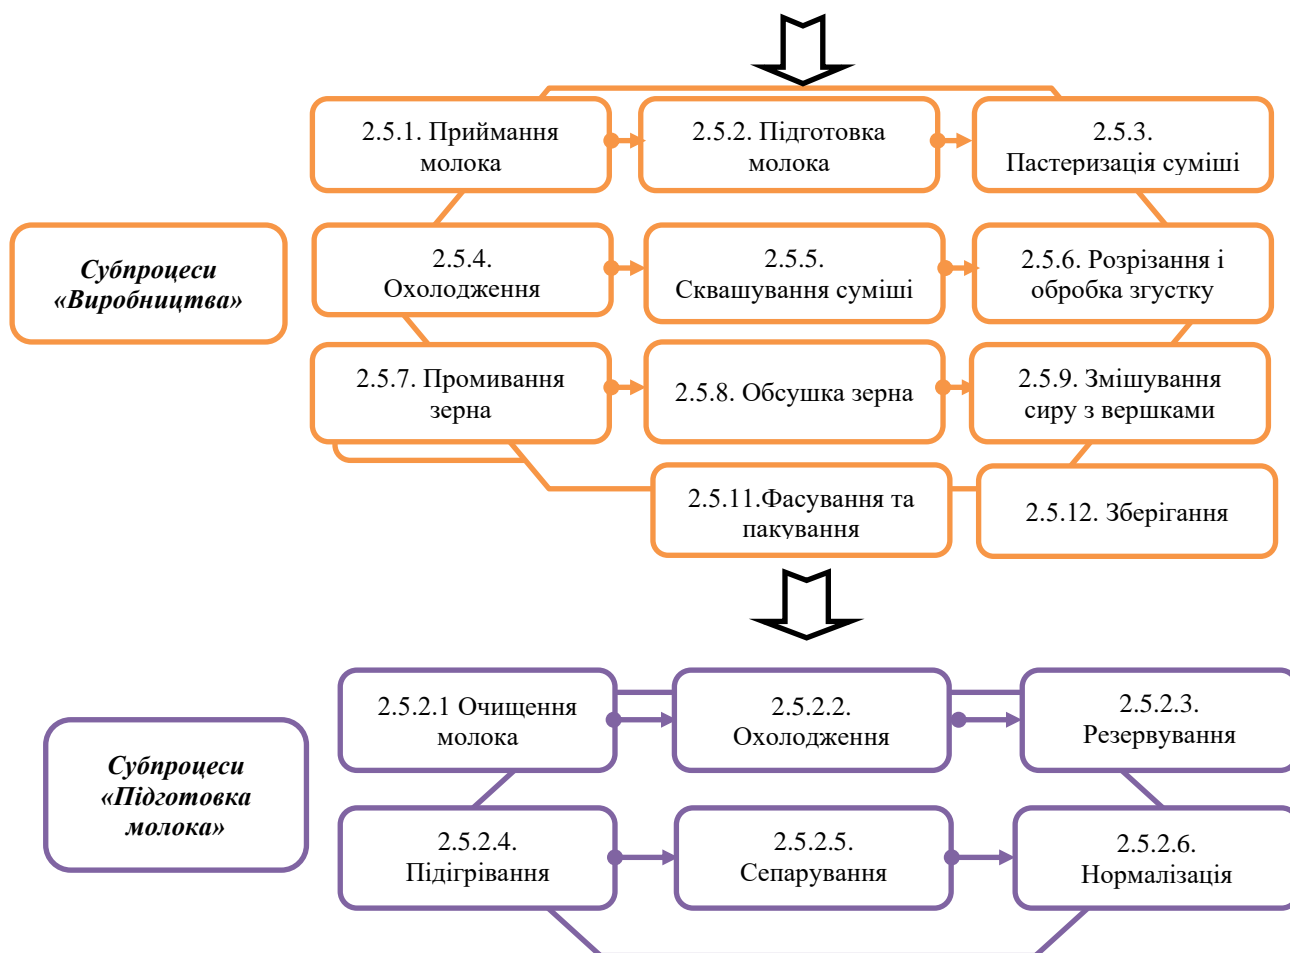 2.5.1. Приймання
молока
2.5.2. Підготовка
молока
2.5.3.
Пастеризація суміші
Субпроцеси
«Виробництва»
2.5.4.
Охолодження
2.5.5.
Сквашування суміші
2.5.6. Розрізання і
обробка згустку
2.5.7. Промивання
зерна
2.5.8. Обсушка зерна
2.5.9. Змішування
сиру з вершками
2.5.11.Фасування та
пакування
2.5.12. Зберігання
Субпроцеси
«Підготовка
молока»
2.5.2.1 Очищення
молока
2.5.2.2.
Охолодження
2.5.2.3.
Резервування
2.5.2.4.
Підігрівання
2.5.2.5.
Сепарування
2.5.2.6.
Нормалізація